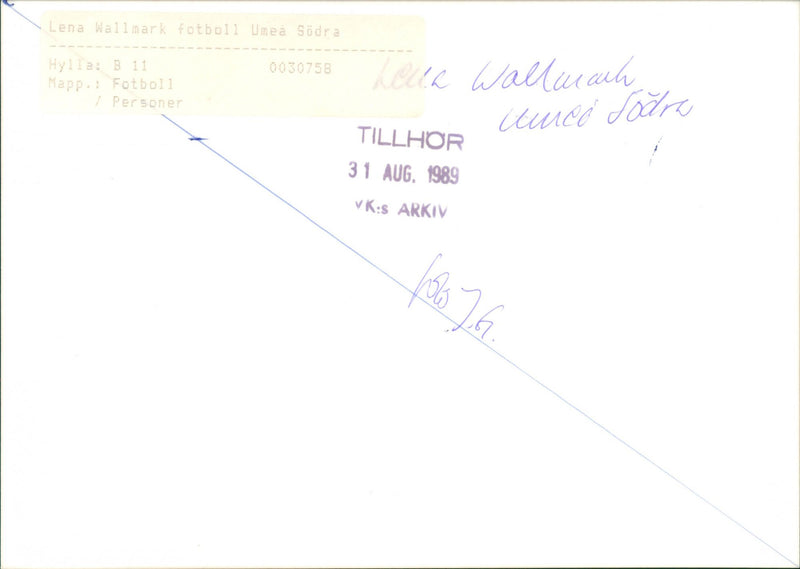 Lena Wallmark fotboll Umeå Södra
Hylla: B 11 0030758
Mapp.: Fotboll
/ Personer
Lena Wallmark
Umeå Södra
TILLHÖR
31 AUG. 1989
VK:s ARKIV
foto J.G.